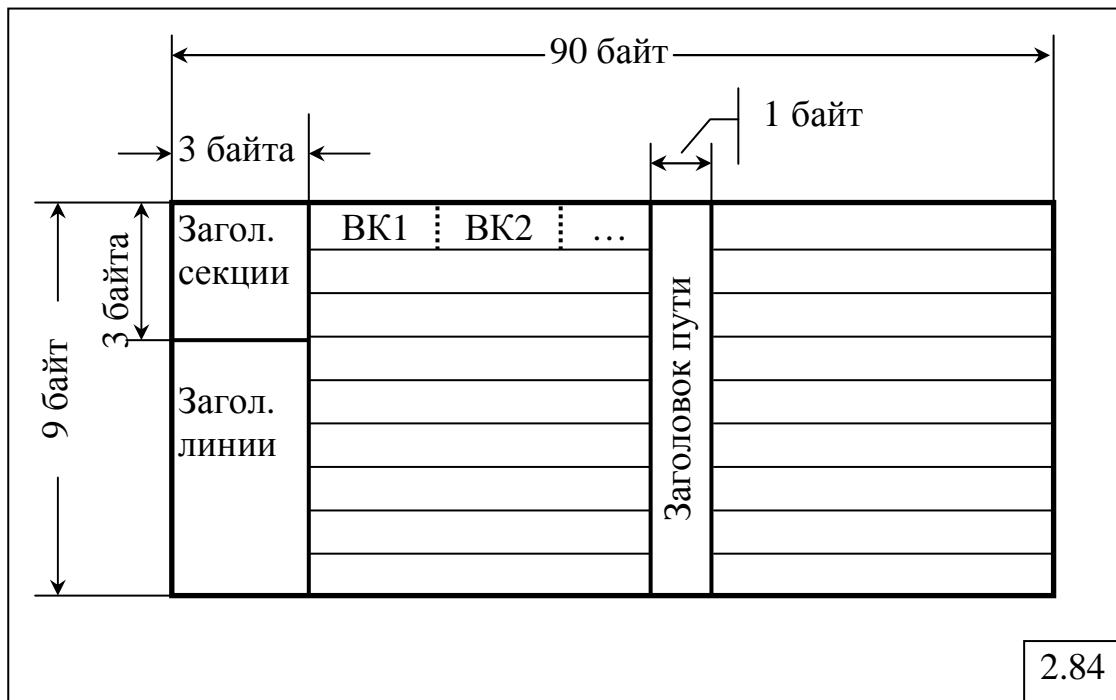 90 байт
1 байт
3 байта
Загол.
секции
ВК1 ВК2 ...
3 байта
9 байт
Загол.
линии
Заголовок пути
2.84